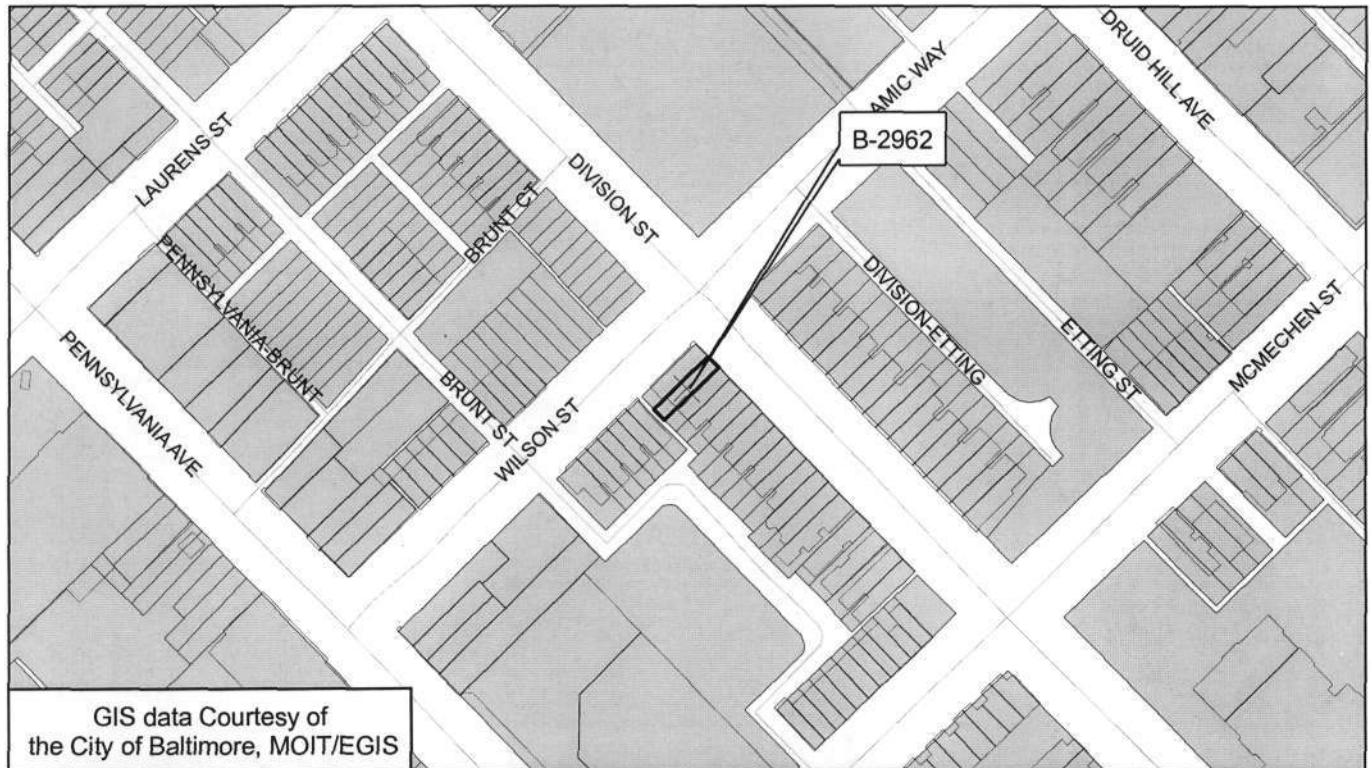 DRUID HILL AVE
AMIC WAY
B-2962
LAURENS ST
DIVISION ST
BRUNT CT
PENNSYLVANIA-BRUNT
DIVISION-ETTING
ETTING ST
MCMECHEN ST
PENNSYLVANIA AVE
BRUNT ST
WILSON ST
GIS data Courtesy of
the City of Baltimore, MOIT/EGIS